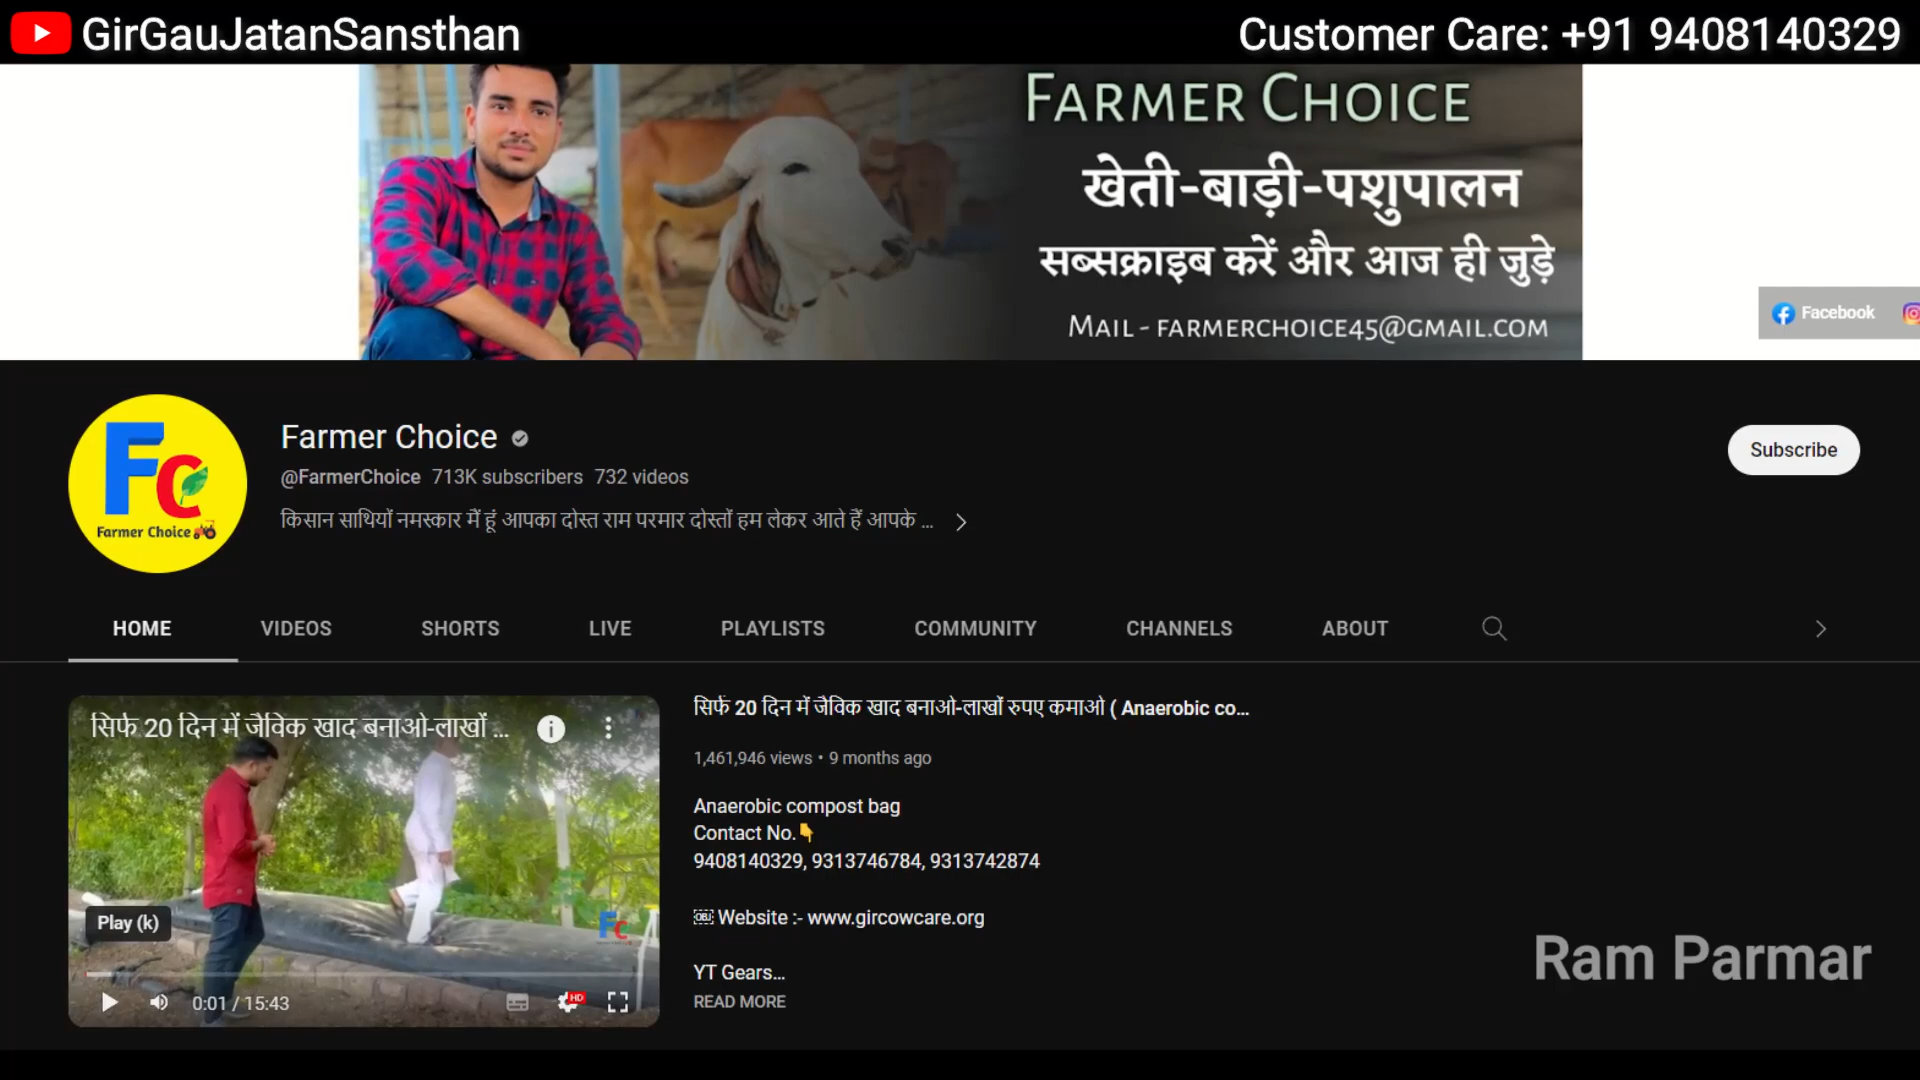 GirGauJatanSansthan
Customer Care: +91 9408140329
FARMER CHOICE
खेती-बाड़ी-पशुपालन
सब्सक्राइब करें और आज ही जुड़े
MAIL - FARMERCHOICE45@GMAIL.COM
Facebook
FC
Farmer Choice
Farmer Choice
@FarmerChoice 713K subscribers 732 videos
किसान साथियों नमस्कार मैं हूं आपका दोस्त राम परमार दोस्तों हम लेकर आते हैं आपके ...
Subscribe
HOME VIDEOS SHORTS LIVE PLAYLISTS COMMUNITY CHANNELS ABOUT
सिर्फ 20 दिन में जैविक खाद बनाओ-लाखों ...
FC
Play (k)
0:01 / 15:43
HD
सिर्फ 20 दिन में जैविक खाद बनाओ-लाखों रुपए कमाओ ( Anaerobic co...
1,461,946 views • 9 months ago
Anaerobic compost bag
Contact No.👇
9408140329, 9313746784, 9313742874
OBJ Website :- www.gircowcare.org
YT Gears...
READ MORE
Ram Parmar